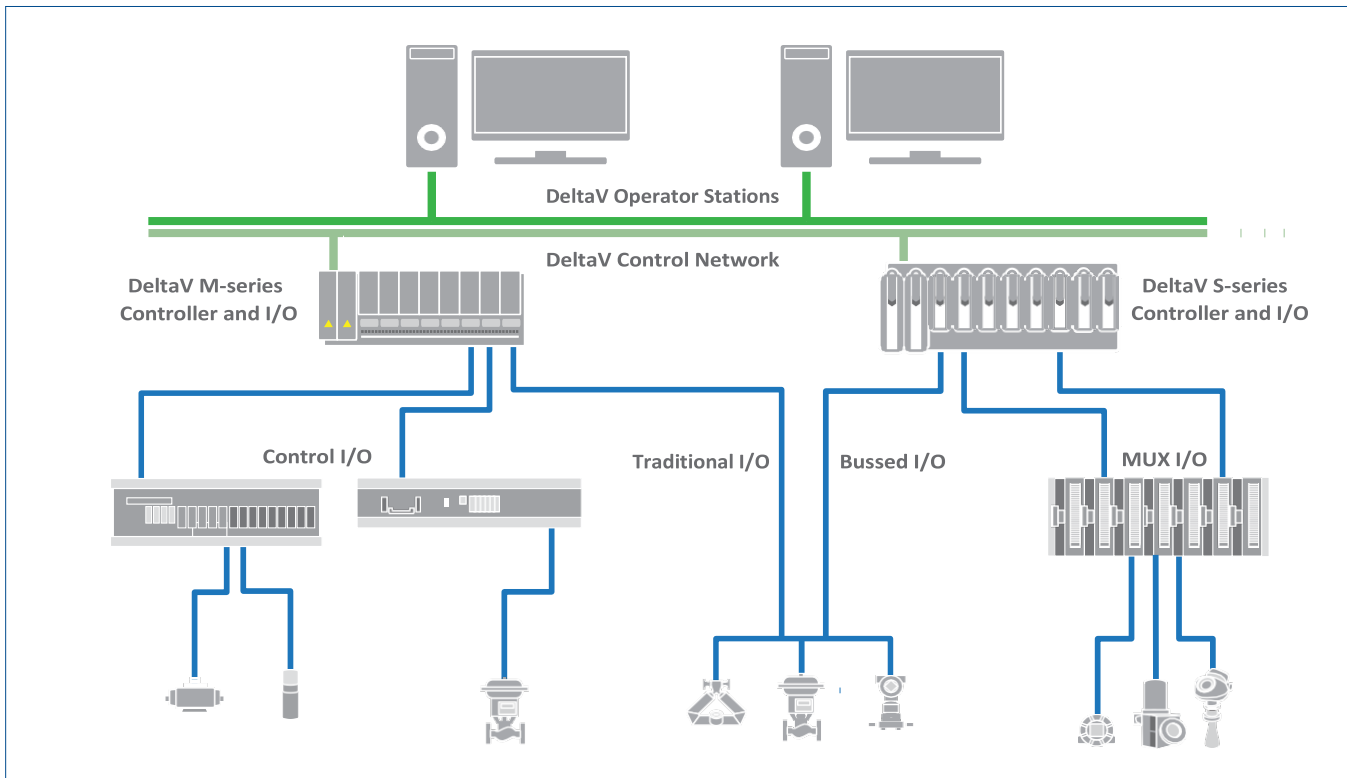 DeltaV Operator Stations
DeltaV Control Network
DeltaV M-series
Controller and I/O
DeltaV S-series
Controller and I/O
Control I/O
Traditional I/O
Bussed I/O
MUX I/O